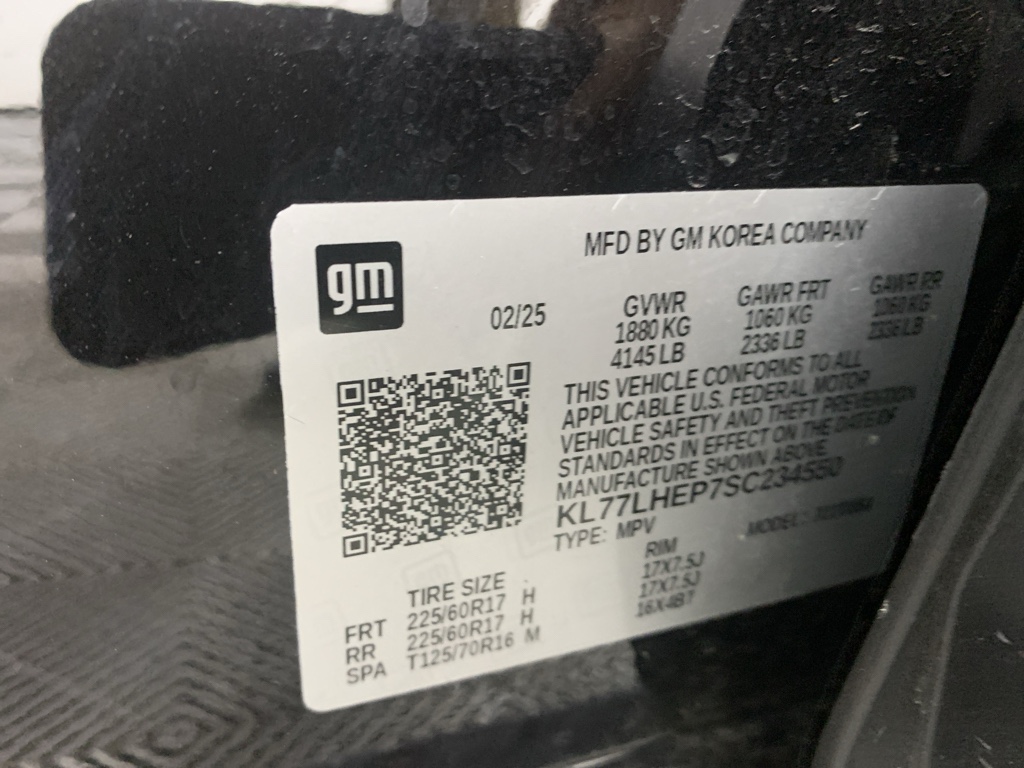 gm
MFD BY GM KOREA COMPANY
02/25
GVWR GAWR FRT GAWR RR
1880 KG 1060 KG 1060 KG
4145 LB 2336 LB 2336 LB
THIS VEHICLE CONFORMS TO ALL
APPLICABLE U.S. FEDERAL MOTOR
VEHICLE SAFETY AND THEFT PREVENTION
STANDARDS IN EFFECT ON THE DATE OF
MANUFACTURE SHOWN ABOVE
KL77LHEP7SC234550
TYPE: MPV MODEL:
TIRE SIZE RIM
FRT 225/60R17 H 17X7.5J
RR 225/60R17 H 17X7.5J
SPA T125/70R16 M 16X4BT